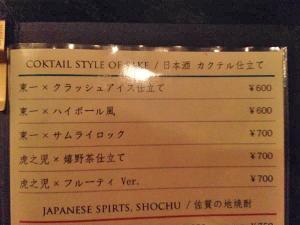 COKTAIL STYLE OF SAKE / 日本酒 カクテル仕立て
東一 × クラッシュアイス仕立て ￥600
東一 × ハイボール風 ￥600
東一 × サムライロック ￥700
虎之児 × 嬉野茶仕立て ￥700
虎之児 × フルーティ Ver. ￥700
JAPANESE SPIRITS, SHOCHU / 佐賀の地焼酎